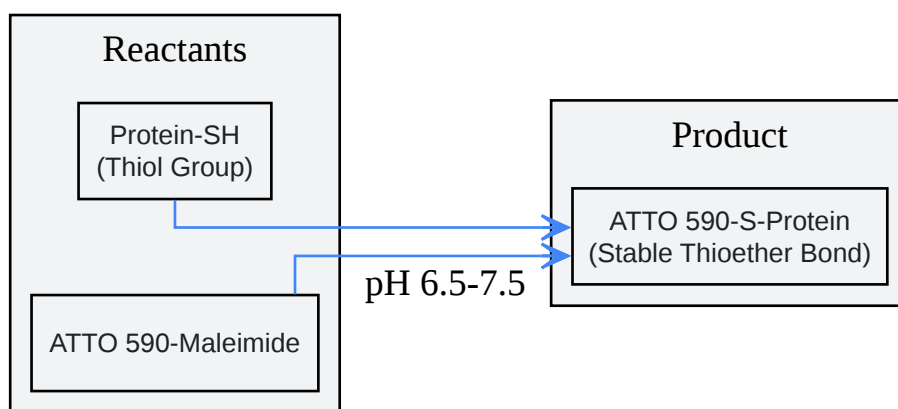 Reactants
Protein-SH
(Thiol Group)
ATTO 590-Maleimide
pH 6.5-7.5
Product
ATTO 590-S-Protein
(Stable Thioether Bond)